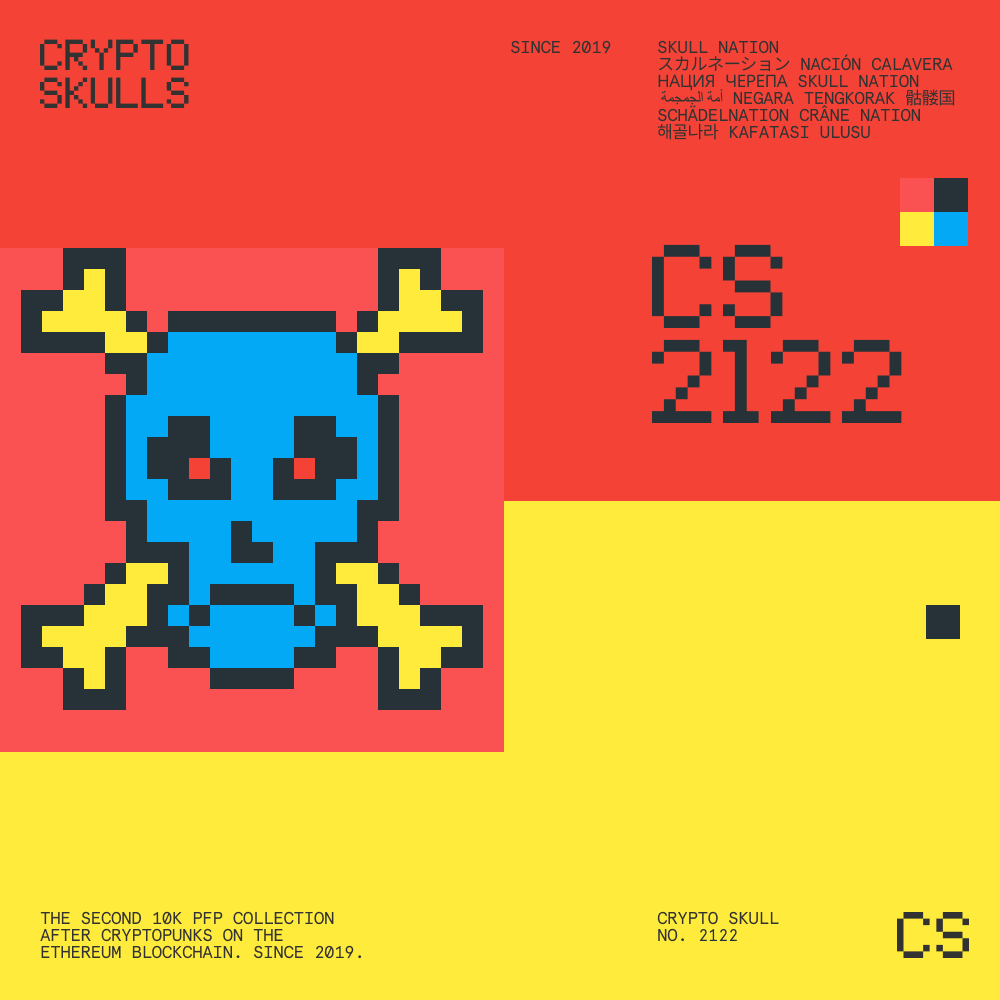 CRYPTO
SKULLS
SINCE 2019
SKULL NATION
スカルネーション NACIÓN CALAVERA
НАЦИЯ ЧЕРЕПА SKULL NATION
أمة الجمجمة NEGARA TENGKORAK 骷髅国
SCHÄDELNATION CRÂNE NATION
해골나라 KAFATASI ULUSU
CS
2122
THE SECOND 10K PFP COLLECTION
AFTER CRYPTOPUNKS ON THE
ETHEREUM BLOCKCHAIN. SINCE 2019.
CRYPTO SKULL
NO. 2122
CS